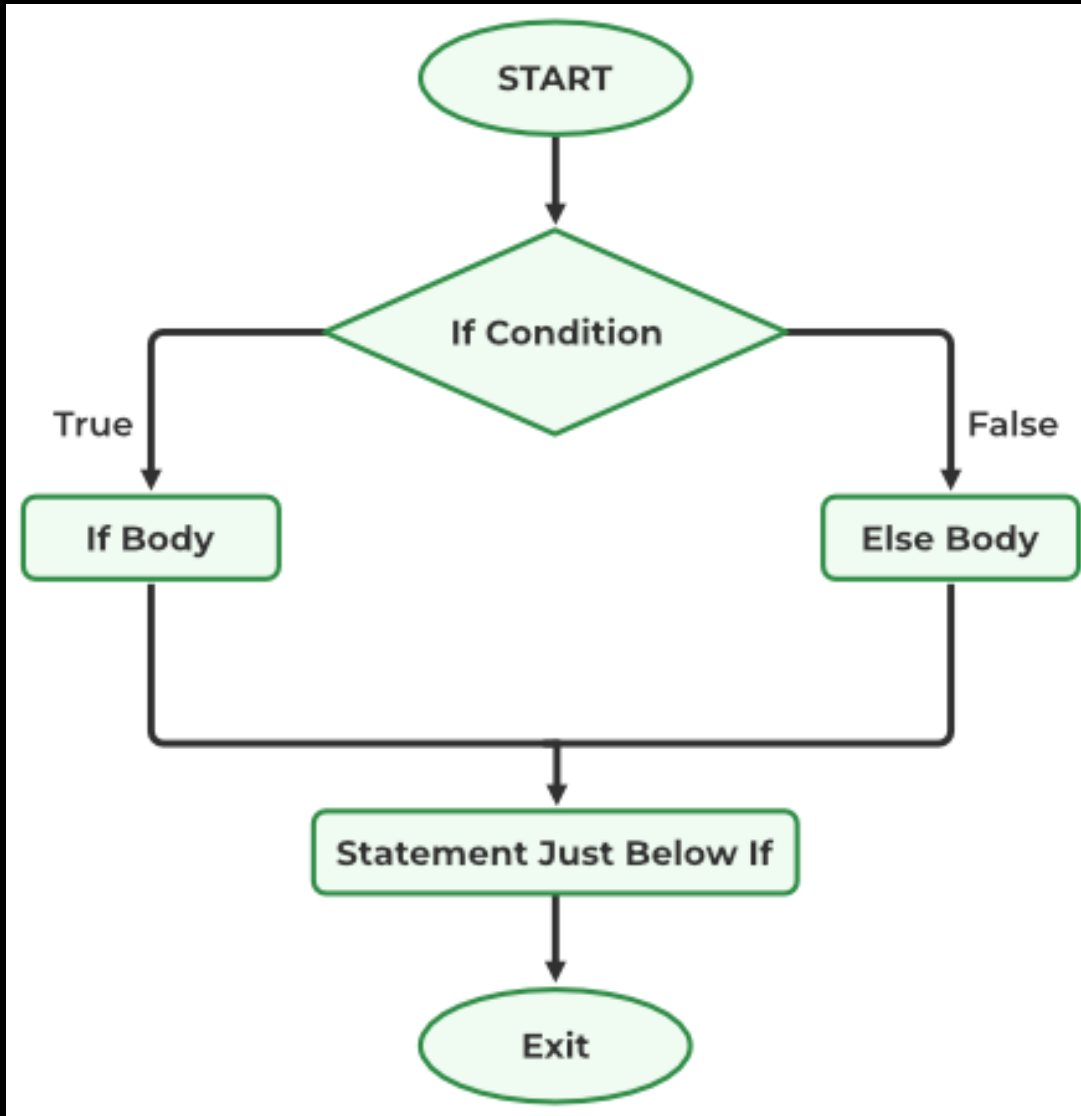 START
If Condition
True
False
If Body
Else Body
Statement Just Below If
Exit